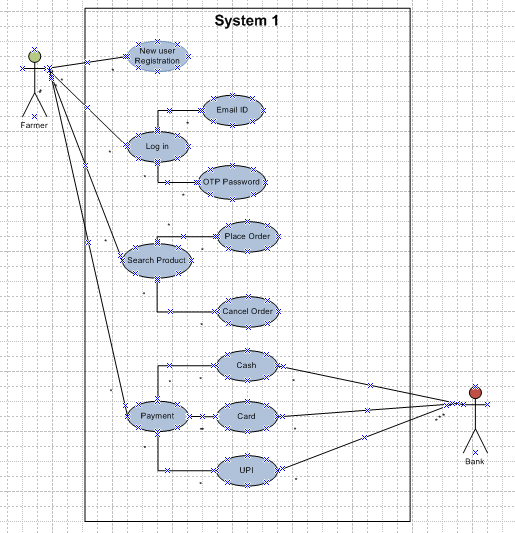 System 1
New user
Registration
Farmer
Email ID
Log in
OTP Password
Place Order
Search Product
Cancel Order
Cash
Payment
Card
UPI
Bank